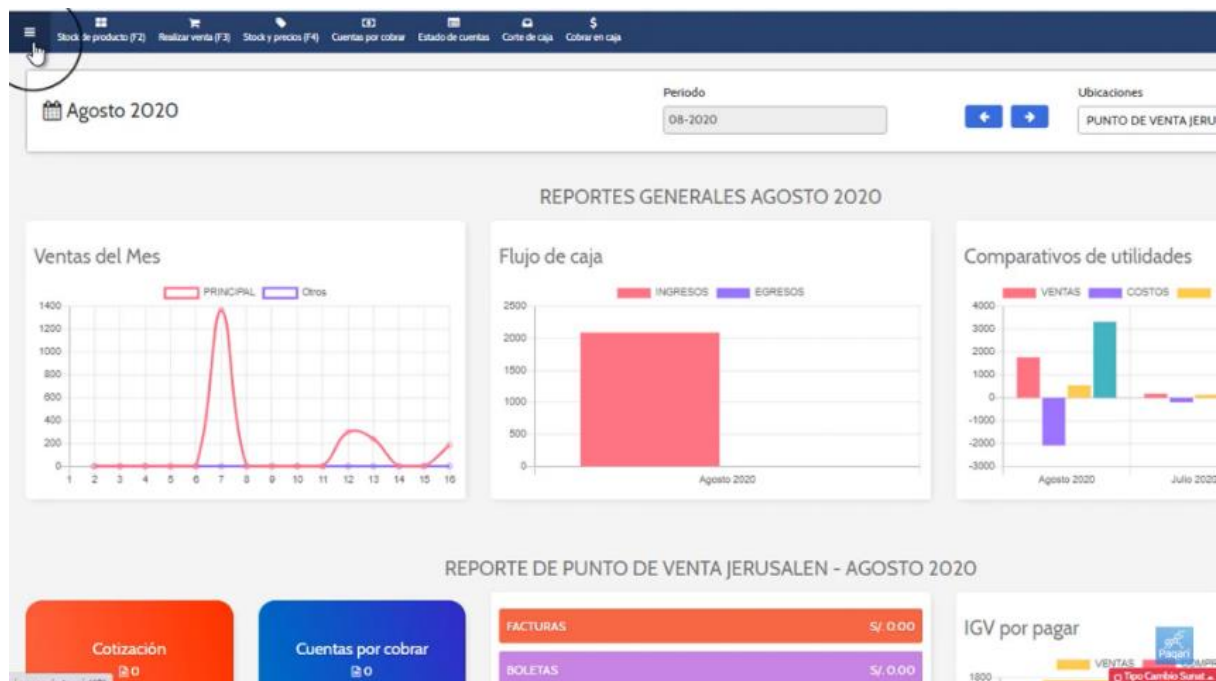 Stock de producto (F2) Realizar venta (F3) Stock y precios (F4) Cuentas por cobrar Estado de cuentas Corte de caja Cobrar en caja
Agosto 2020
Periodo
08-2020
Ubicaciones
PUNTO DE VENTA JERU
REPORTES GENERALES AGOSTO 2020
Ventas del Mes
PRINCIPAL Otros
1400
1200
1000
800
600
400
200
0
1 2 3 4 5 6 7 8 9 10 11 12 13 14 15 16
Flujo de caja
INGRESOS EGRESOS
2500
2000
1500
1000
500
0
Agosto 2020
Comparativos de utilidades
VENTAS COSTOS
4000
3000
2000
1000
0
-1000
-2000
-3000
Agosto 2020 Julio 2020
REPORTE DE PUNTO DE VENTA JERUSALEN - AGOSTO 2020
Cotización
0
Cuentas por cobrar
0
FACTURAS S/. 0.00
BOLETAS S/. 0.00
IGV por pagar
VENTAS COMPR
1800
Paqari
Tipo Cambio Sunat